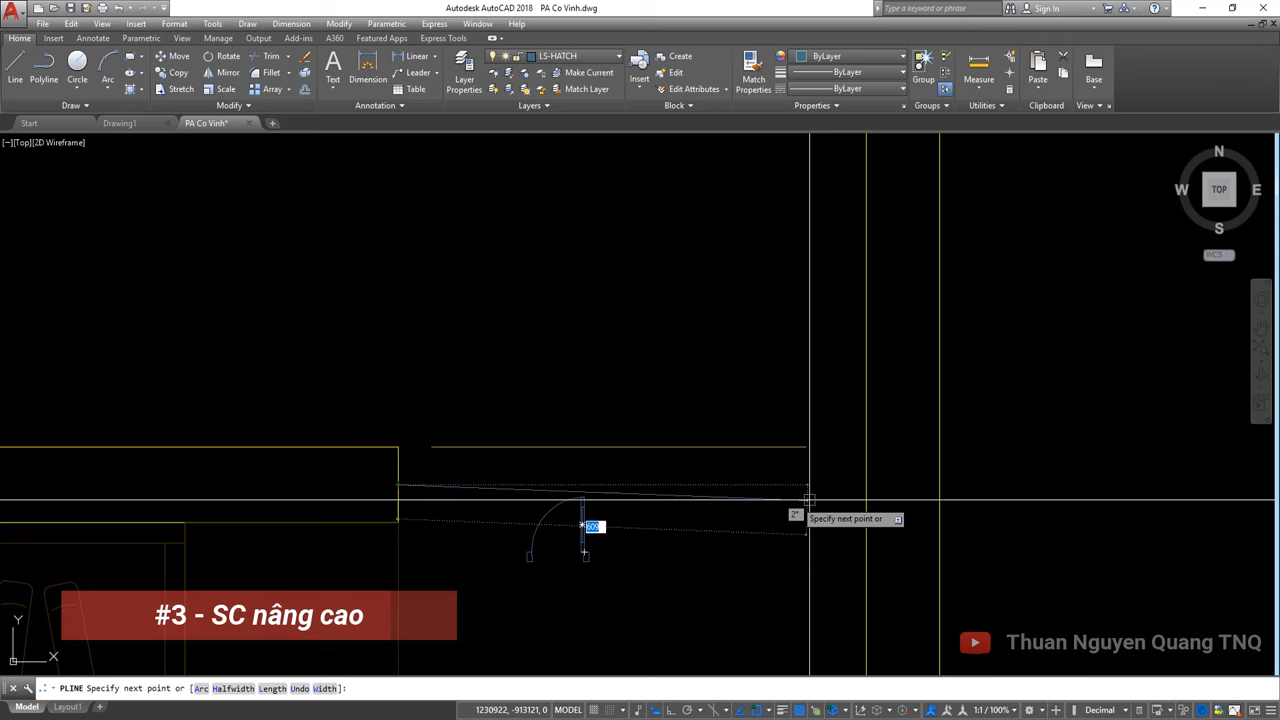 Autodesk AutoCAD 2018 PA Co Vinh.dwg
Type a keyword or phrase
Sign In
File Edit View Insert Format Tools Draw Dimension Modify Parametric Express Window Help
Home Insert Annotate Parametric View Manage Output Add-ins A360 Featured Apps Express Tools
Line Polyline Circle Arc
Move Rotate Trim
Copy Mirror Fillet
Stretch Scale Array
Text Dimension
Linear
Leader
Table
Layer Properties
LS-HATCH
Make Current
Match Layer
Insert
Create
Edit
Edit Attributes
Match Properties
ByLayer
ByLayer
ByLayer
Group
Measure
Paste
Base
Draw Modify Annotation Layers Block Properties Groups Utilities Clipboard View
Start Drawing1 PA Co Vinh*
[−][Top][2D Wireframe]
N
W TOP E
S
WCS
609
2° Specify next point or
#3 - SC nâng cao
Thuan Nguyen Quang TNQ
Y
X
PLINE Specify next point or [Arc Halfwidth Length Undo Width]:
Model Layout1
1230922, -913121, 0 MODEL 1:1 / 100% Decimal